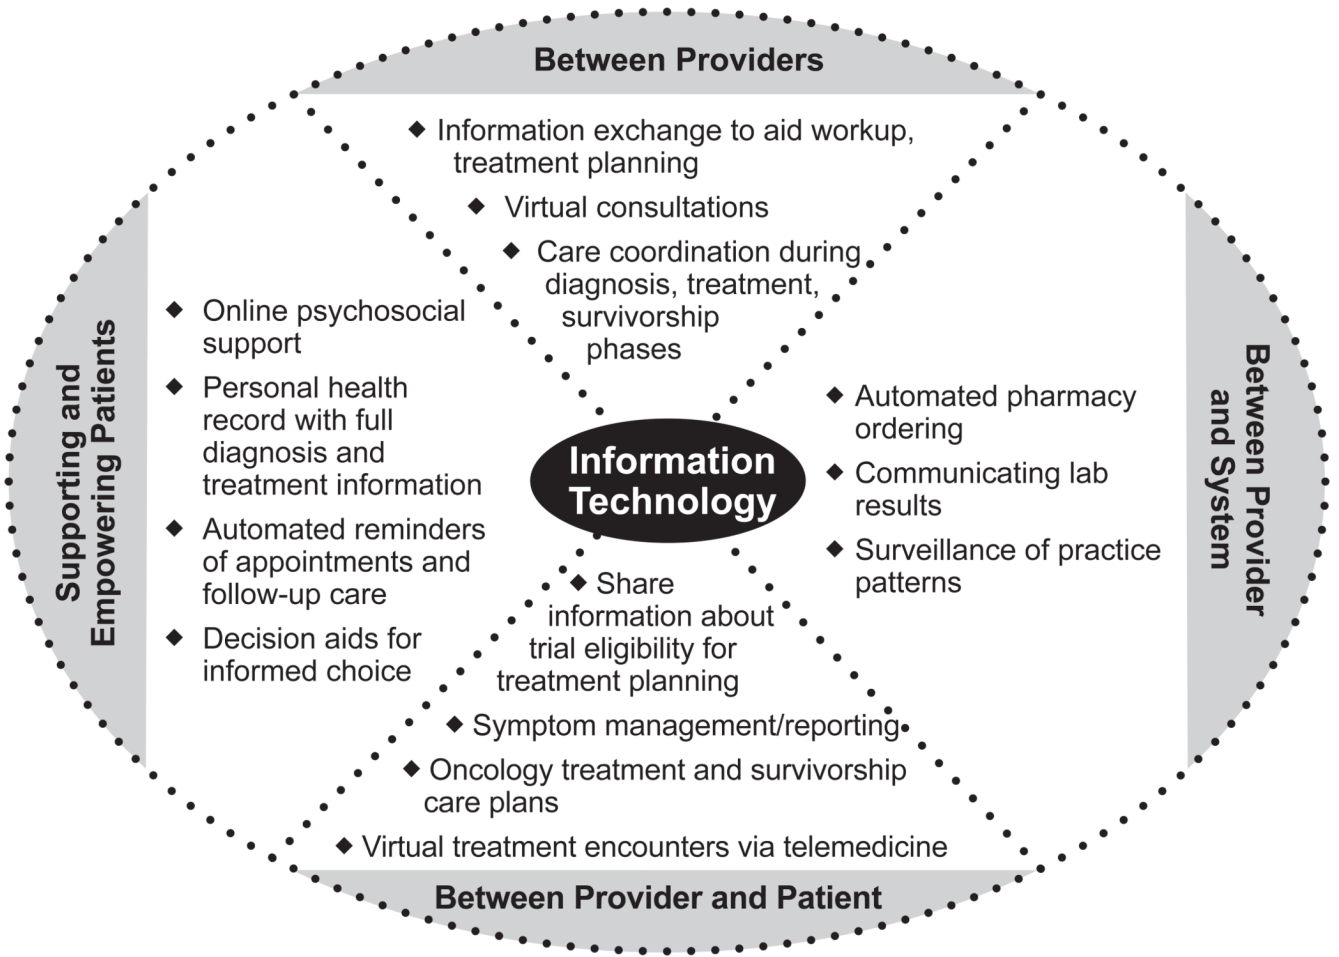 Between Providers
◆ Information exchange to aid workup,
treatment planning
◆ Virtual consultations
◆ Care coordination during
diagnosis, treatment,
survivorship
phases
Supporting and
Empowering Patients
◆ Online psychosocial
support
◆ Personal health
record with full
diagnosis and
treatment information
◆ Automated reminders
of appointments and
follow-up care
◆ Decision aids for
informed choice
Information
Technology
◆ Automated pharmacy
ordering
◆ Communicating lab
results
◆ Surveillance of practice
patterns
Between Provider
and System
◆ Share
information about
trial eligibility for
treatment planning
◆ Symptom management/reporting
◆ Oncology treatment and survivorship
care plans
◆ Virtual treatment encounters via telemedicine
Between Provider and Patient